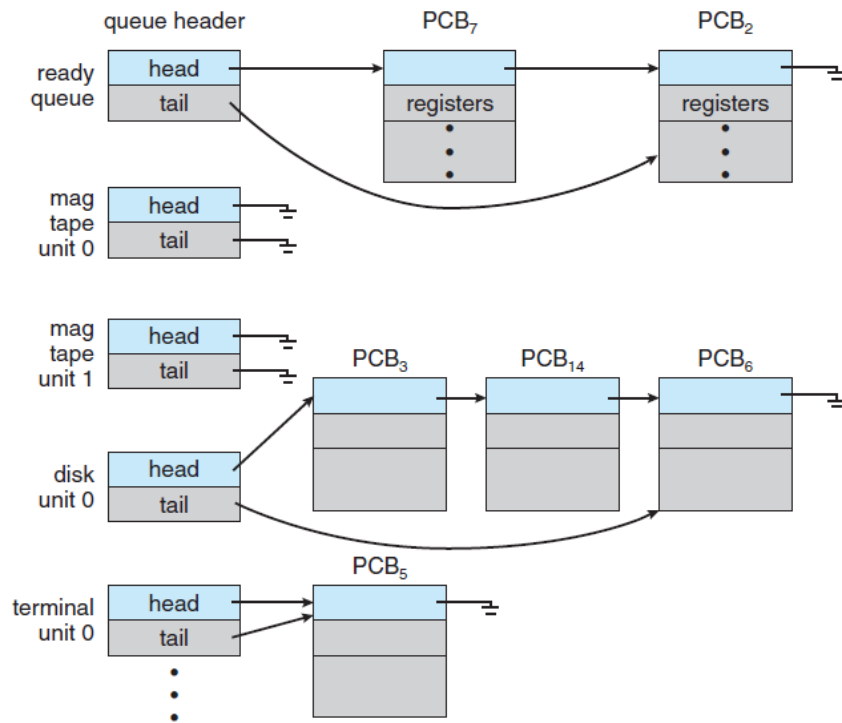 queue header
PCB₇
PCB₂
ready
queue
head
tail
registers
registers
mag
tape
unit 0
head
tail
mag
tape
unit 1
head
tail
PCB₃
PCB₁₄
PCB₆
disk
unit 0
head
tail
PCB₅
terminal
unit 0
head
tail